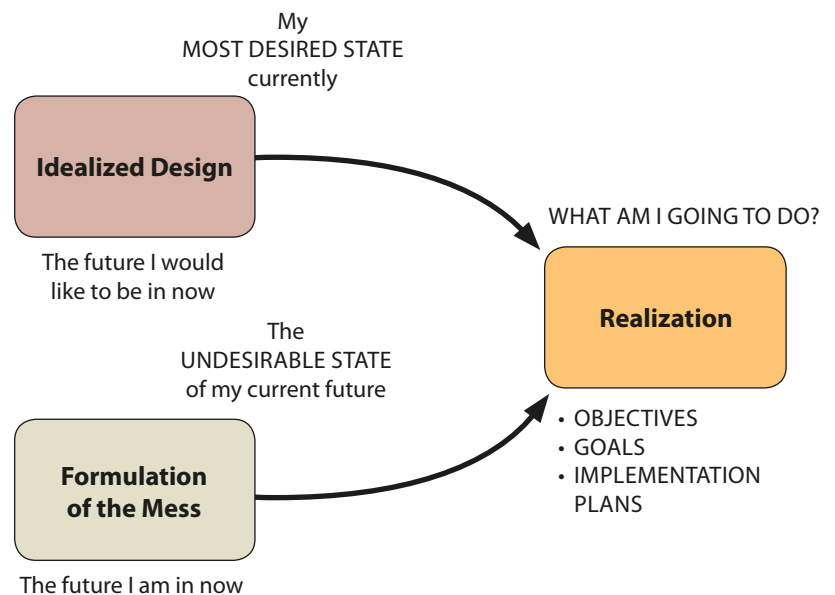 My
MOST DESIRED STATE
currently
Idealized Design
The future I would
like to be in now
WHAT AM I GOING TO DO?
Realization
• OBJECTIVES
• GOALS
• IMPLEMENTATION
PLANS
The
UNDESIRABLE STATE
of my current future
Formulation
of the Mess
The future I am in now